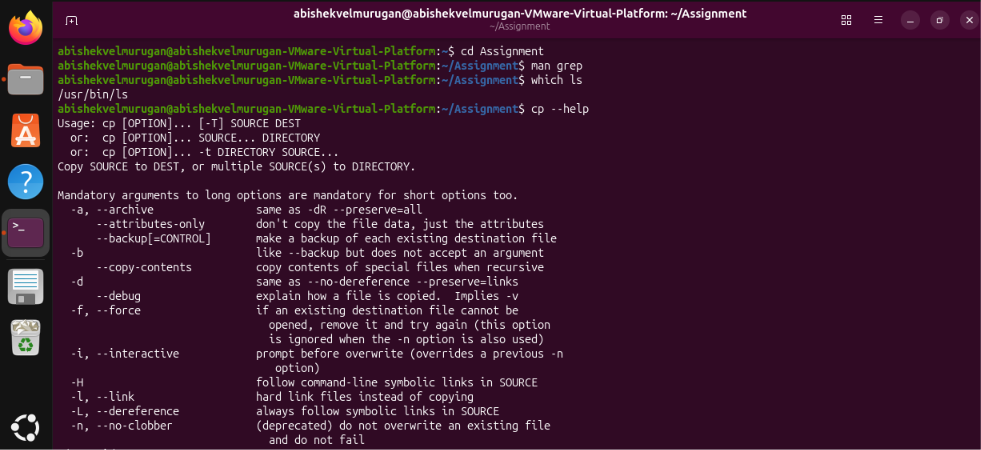 abishekvelmurugan@abishekvelmurugan-VMware-Virtual-Platform: ~/Assignment
~/Assignment
abishekvelmurugan@abishekvelmurugan-VMware-Virtual-Platform:~$ cd Assignment
abishekvelmurugan@abishekvelmurugan-VMware-Virtual-Platform:~/Assignment$ man grep
abishekvelmurugan@abishekvelmurugan-VMware-Virtual-Platform:~/Assignment$ which ls
/usr/bin/ls
abishekvelmurugan@abishekvelmurugan-VMware-Virtual-Platform:~/Assignment$ cp --help
Usage: cp [OPTION]... [-T] SOURCE DEST
  or:  cp [OPTION]... SOURCE... DIRECTORY
  or:  cp [OPTION]... -t DIRECTORY SOURCE...
Copy SOURCE to DEST, or multiple SOURCE(s) to DIRECTORY.

Mandatory arguments to long options are mandatory for short options too.
  -a, --archive                same as -dR --preserve=all
      --attributes-only        don't copy the file data, just the attributes
      --backup[=CONTROL]       make a backup of each existing destination file
  -b                           like --backup but does not accept an argument
      --copy-contents          copy contents of special files when recursive
  -d                           same as --no-dereference --preserve=links
      --debug                  explain how a file is copied.  Implies -v
  -f, --force                  if an existing destination file cannot be
                                 opened, remove it and try again (this option
                                 is ignored when the -n option is also used)
  -i, --interactive            prompt before overwrite (overrides a previous -n
                                  option)
  -H                           follow command-line symbolic links in SOURCE
  -l, --link                   hard link files instead of copying
  -L, --dereference            always follow symbolic links in SOURCE
  -n, --no-clobber             (deprecated) do not overwrite an existing file
                                 and do not fail